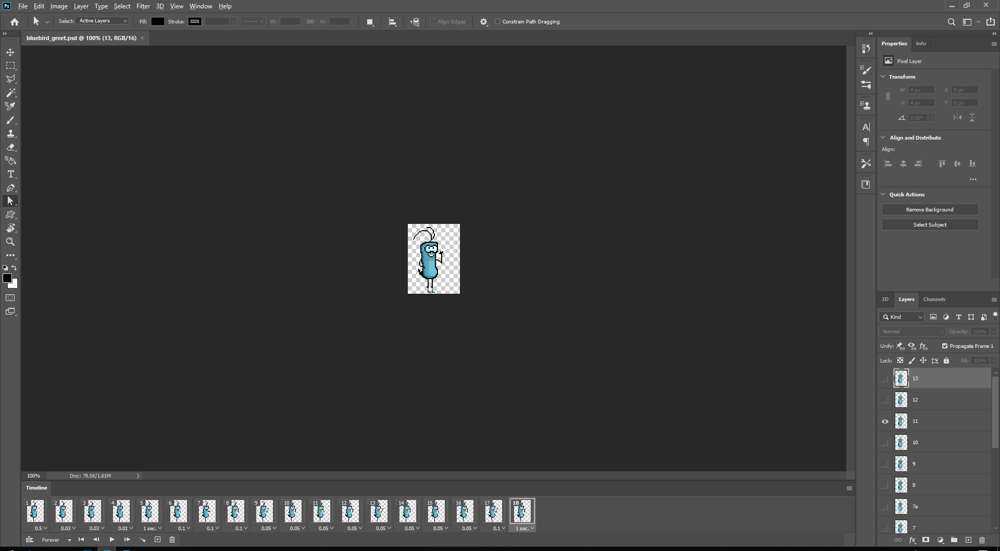 Ps File Edit Image Layer Type Select Filter 3D View Window Help
Select: Active Layers Fill: Stroke: W: H: Align Edges Constrain Path Dragging
bluebird_greet.psd @ 100% (13, RGB/16) ×
Properties Info
Pixel Layer
Transform
W 4 px X 0 px
H 4 px Y 0 px
0.00°
Align and Distribute
Align:
Quick Actions
Remove Background
Select Subject
3D Layers Channels
Kind
Normal Opacity: 100%
Unify: Propagate Frame 1
Lock: Fill: 100%
13
12
11
10
9
8
7a
7
100% Doc: 78.5K/1.61M
Timeline
1 2 3 4 5 6 7 8 9 10 11 12 13 14 15 16 17 18
0.5 0.03 0.03 0.01 1 sec. 0.1 0.1 0.1 0.05 0.05 0.05 0.05 0.05 0.05 0.05 0.05 0.1 1 sec.
Forever